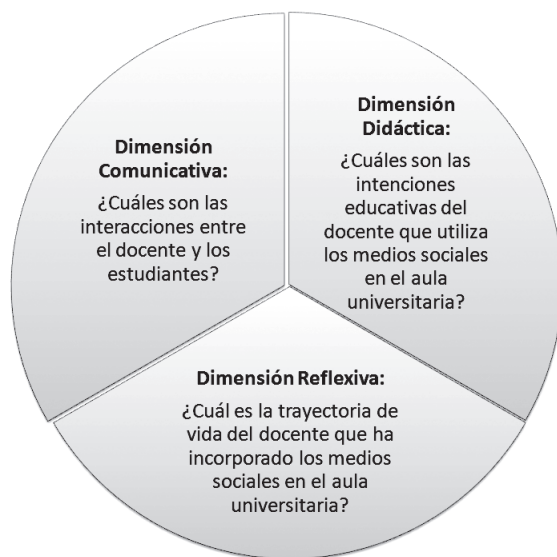 Dimensión
Comunicativa:
¿Cuáles son las
interacciones entre
el docente y los
estudiantes?
Dimensión
Didáctica:
¿Cuáles son las
intenciones
educativas del
docente que utiliza
los medios sociales
en el aula
universitaria?
Dimensión Reflexiva:
¿Cuál es la trayectoria de
vida del docente que ha
incorporado los medios
sociales en el aula
universitaria?